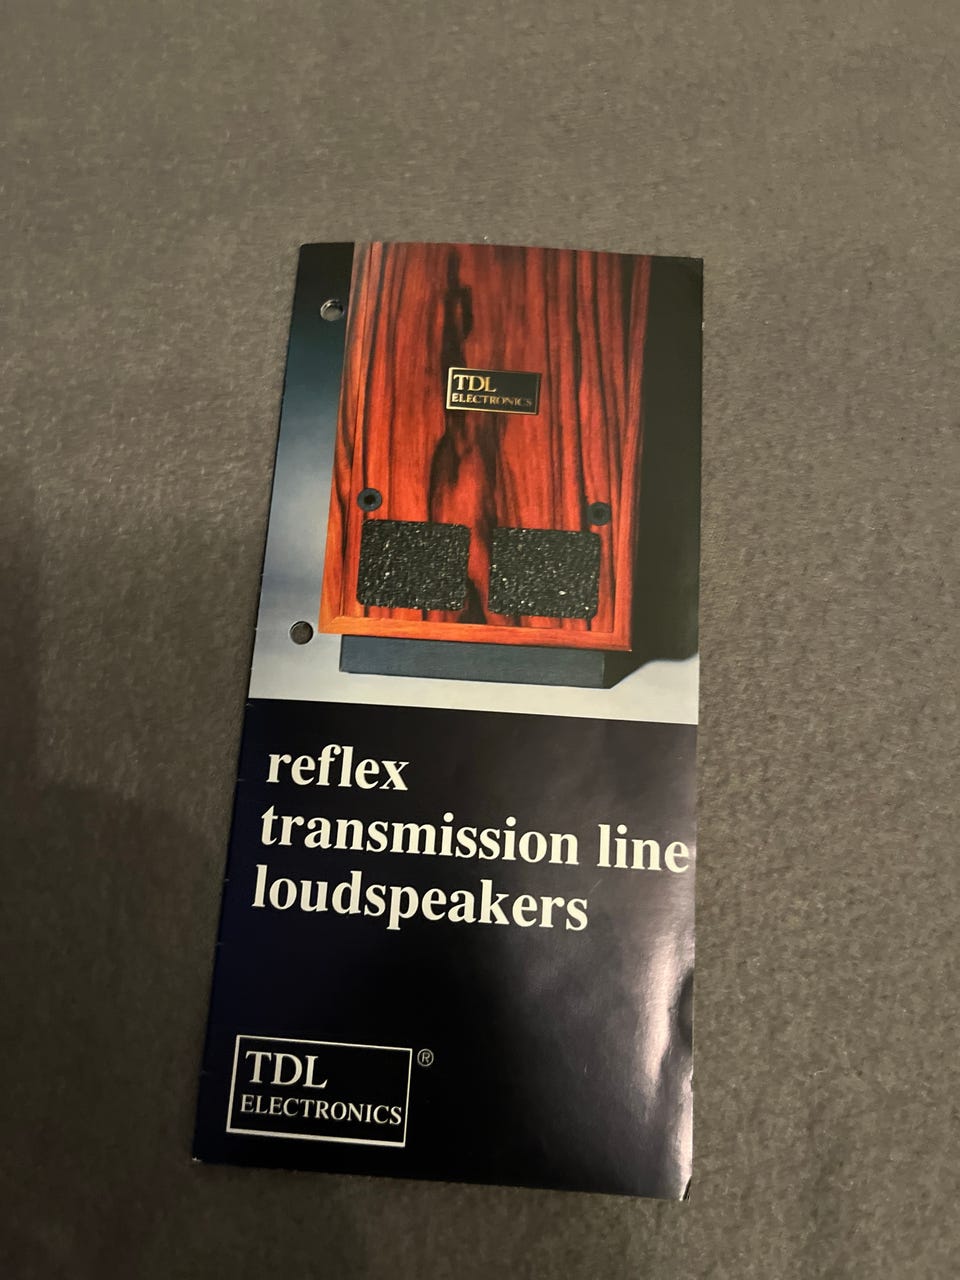 TDL
ELECTRONICS
reflex
transmission line
loudspeakers
TDL
ELECTRONICS
®